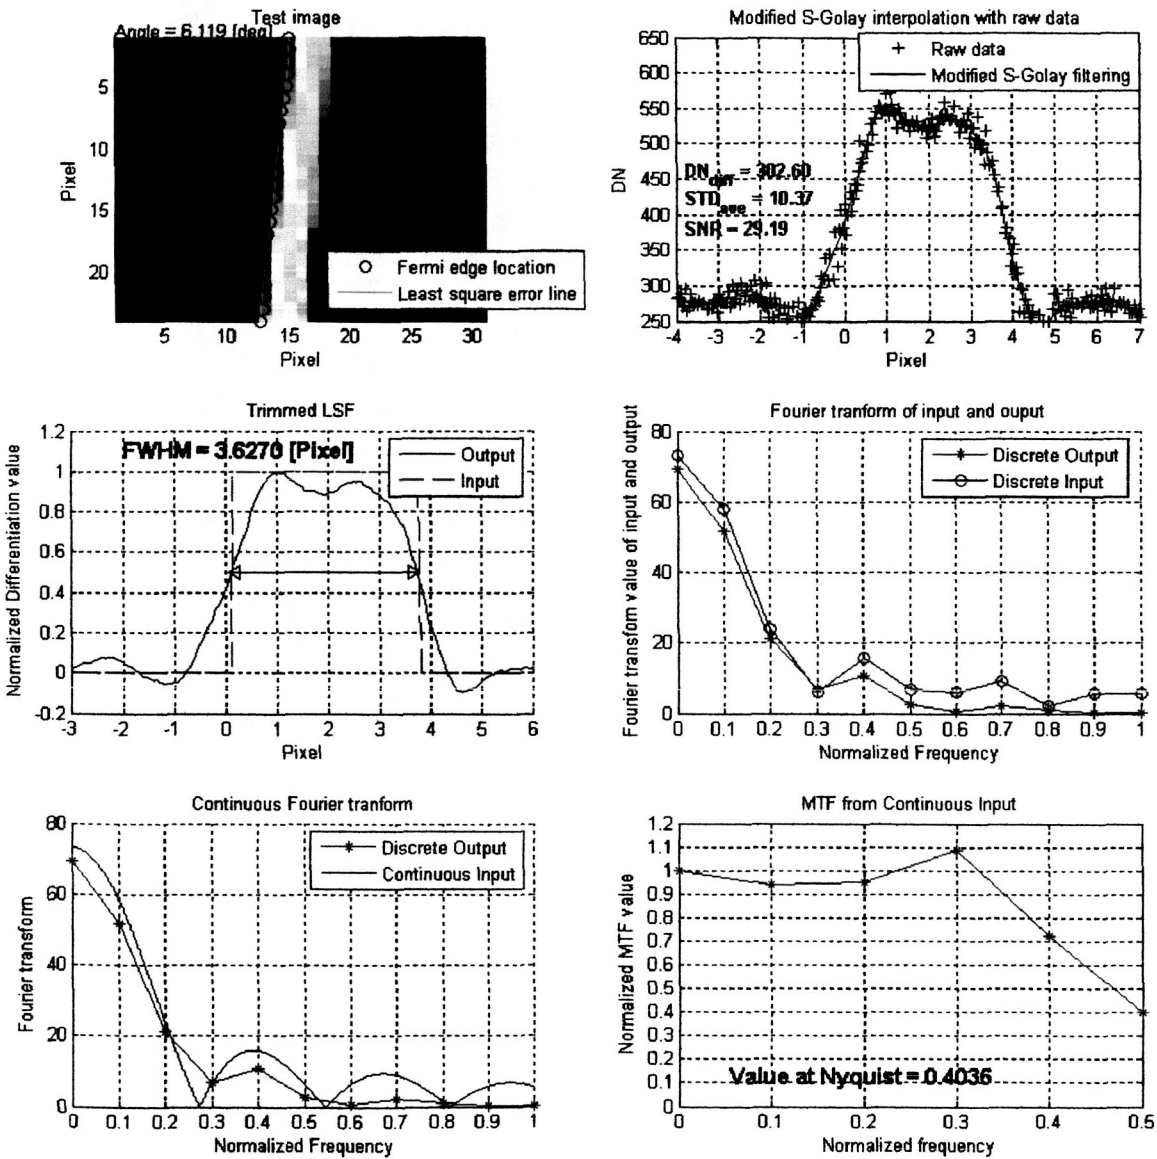 Test image
Angle = 6.119 [deg]
5
10
15
20
Pixel
5 10 15 20 25 30
Pixel
Fermi edge location
Least square error line
Modified S-Golay interpolation with raw data
650
600
550
500
450
400
350
300
250
DN
Raw data
Modified S-Golay filtering
DN diff = 302.60
STD ave = 10.37
SNR = 29.19
-4 -3 -2 -1 0 1 2 3 4 5 6 7
Pixel
Trimmed LSF
1.2
1
0.8
0.6
0.4
0.2
0
-0.2
Normalized Differentiation value
FWHM = 3.6270 [Pixel]
Output
Input
-3 -2 -1 0 1 2 3 4 5 6
Pixel
Fourier tranform of input and ouput
80
60
40
20
0
Fourier transfom value of input and output
Discrete Output
Discrete Input
0 0.1 0.2 0.3 0.4 0.5 0.6 0.7 0.8 0.9 1
Normalized Frequency
Continuous Fourier tranform
80
60
40
20
0
Fourier transform
Discrete Output
Continuous Input
0 0.1 0.2 0.3 0.4 0.5 0.6 0.7 0.8 0.9 1
Normalized Frequency
MTF from Continuous Input
1.2
1.1
1
0.9
0.8
0.7
0.6
0.5
0.4
0.3
0.2
0.1
0
Normalized MTF value
Value at Nyquist = 0.4036
0 0.1 0.2 0.3 0.4 0.5
Normalized frequency